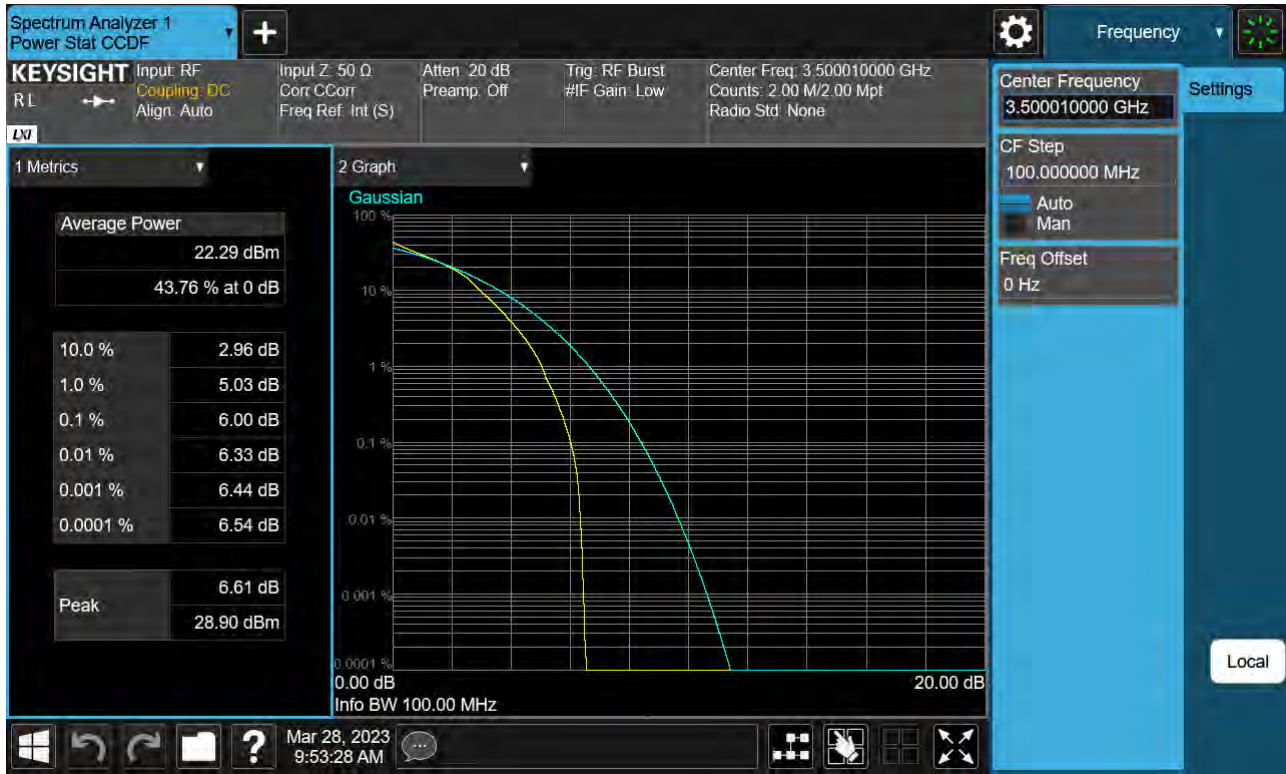 Spectrum Analyzer 1
Power Stat CCDF
Frequency
KEYSIGHT
RL
LXI
Input: RF
Coupling: DC
Align: Auto
Input Z: 50 Ω
Corr CCorr
Freq Ref: Int (S)
Atten: 20 dB
Preamp: Off
Trig: RF Burst
#IF Gain: Low
Center Freq: 3.500010000 GHz
Counts: 2.00 M/2.00 Mpt
Radio Std: None
Center Frequency
3.500010000 GHz
Settings
CF Step
100.000000 MHz
Auto
Man
Freq Offset
0 Hz
1 Metrics
Average Power
22.29 dBm
43.76 % at 0 dB
10.0 % 2.96 dB
1.0 % 5.03 dB
0.1 % 6.00 dB
0.01 % 6.33 dB
0.001 % 6.44 dB
0.0001 % 6.54 dB
Peak
6.61 dB
28.90 dBm
2 Graph
Gaussian
100 %
10 %
1 %
0.1 %
0.01 %
0.001 %
0.0001 %
0.00 dB 20.00 dB
Info BW 100.00 MHz
Local
?
Mar 28, 2023
9:53:28 AM